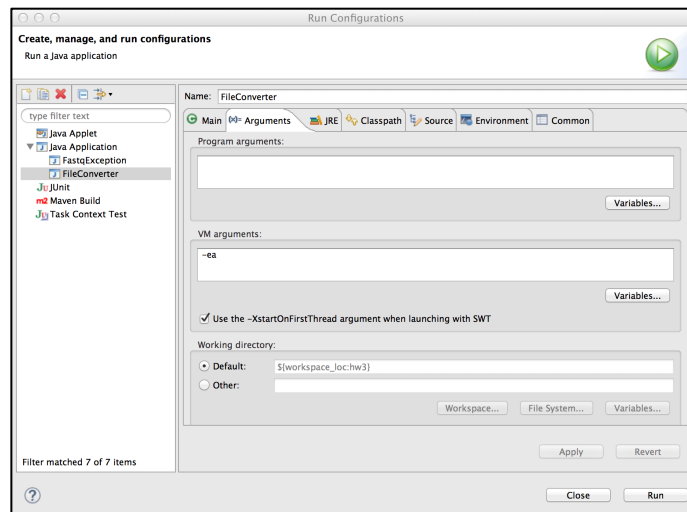 Run Configurations
Create, manage, and run configurations
Run a Java application
type filter text
Java Applet
Java Application
FastqException
FileConverter
Ju JUnit
m2 Maven Build
Ju Task Context Test
Filter matched 7 of 7 items
Name: FileConverter
Main (x)= Arguments JRE Classpath Source Environment Common
Program arguments:
Variables...
VM arguments:
-ea
Variables...
Use the -XstartOnFirstThread argument when launching with SWT
Working directory:
Default: ${workspace_loc:hw3}
Other:
Workspace... File System... Variables...
Apply Revert
? Close Run